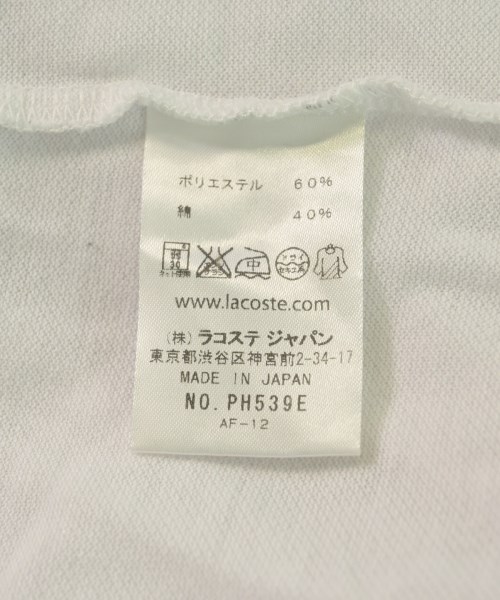 ポリエステル 60%
綿 40%
www.lacoste.com
(株) ラコステ ジャパン
東京都渋谷区神宮前2-34-17
MADE IN JAPAN
NO. PH539E
AF-12